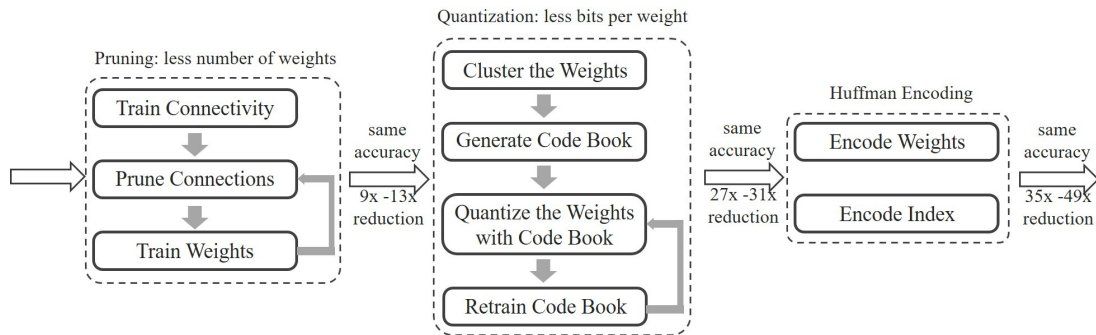 Pruning: less number of weights
Train Connectivity
Prune Connections
Train Weights
same
accuracy
9x -13x
reduction
Quantization: less bits per weight
Cluster the Weights
Generate Code Book
Quantize the Weights
with Code Book
Retrain Code Book
same
accuracy
27x -31x
reduction
Huffman Encoding
Encode Weights
Encode Index
same
accuracy
35x -49x
reduction